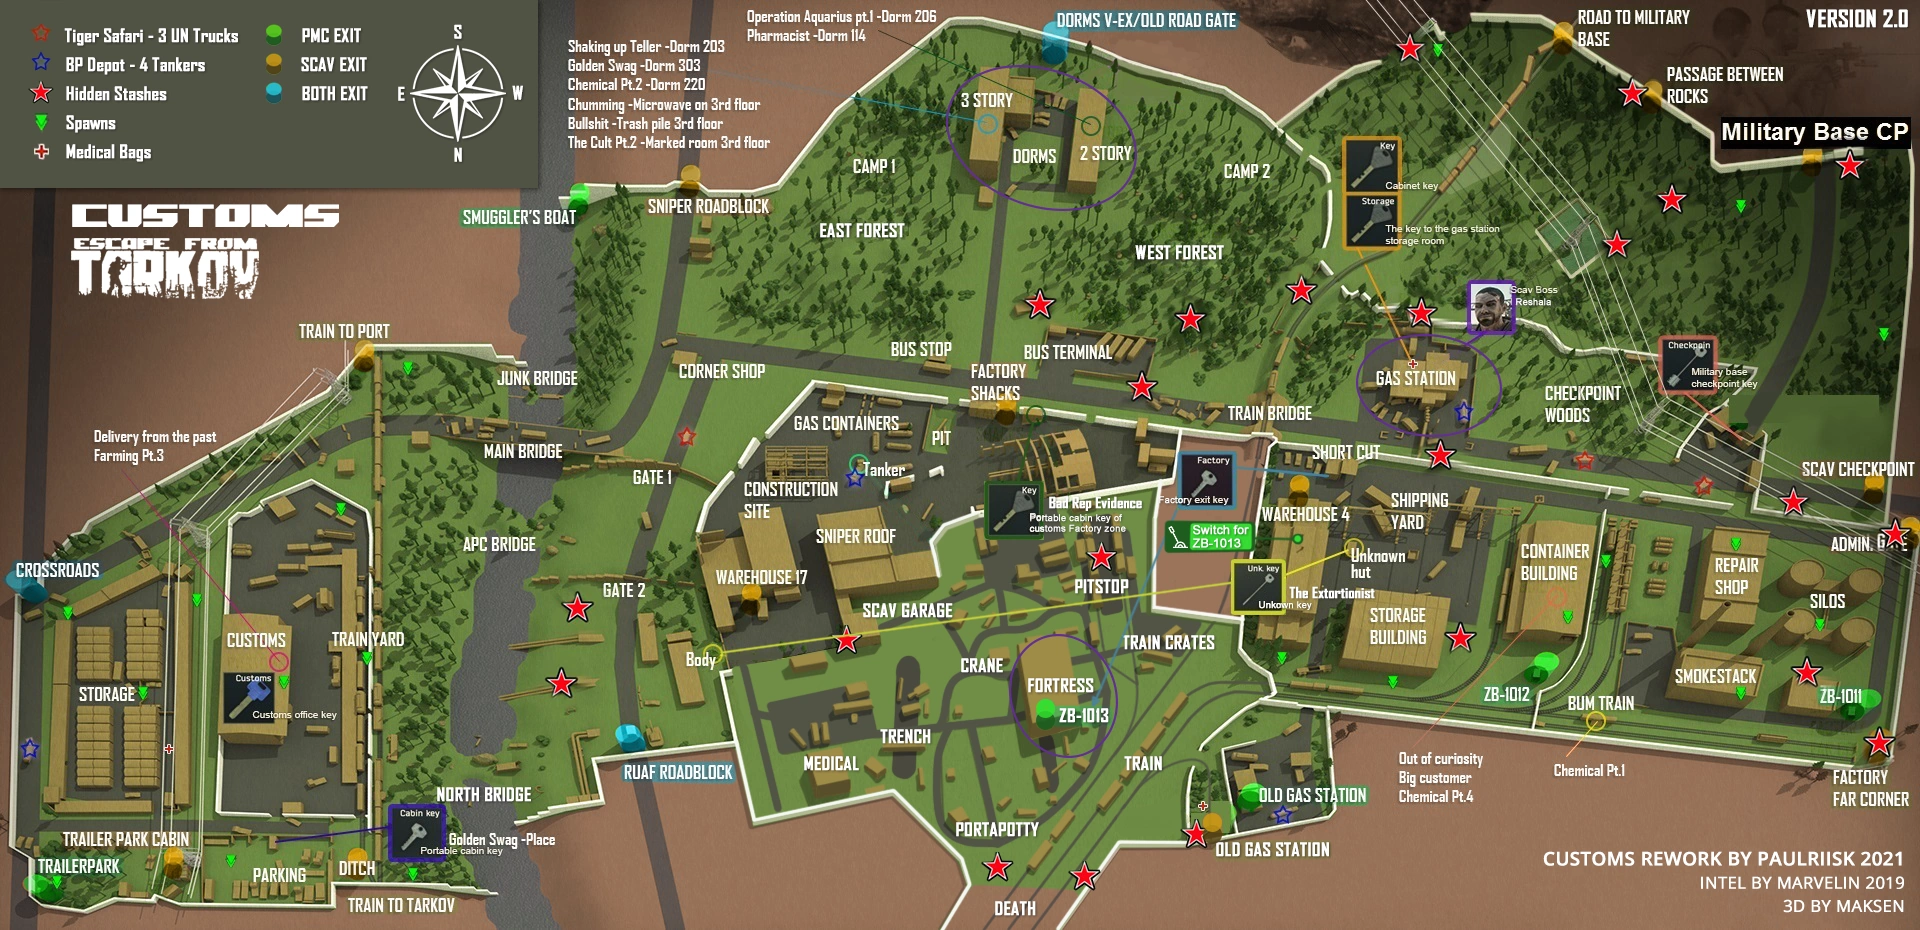 Tiger Safari - 3 UN Trucks
BP Depot - 4 Tankers
Hidden Stashes
Spawns
Medical Bags
PMC EXIT
SCAV EXIT
BOTH EXIT
S
E
W
N
CUSTOMS
ESCAPE FROM
TARKOV
VERSION 2.0
Operation Aquarius pt.1 -Dorm 206
Pharmacist -Dorm 114
Shaking up Teller -Dorm 203
Golden Swag -Dorm 303
Chemical Pt.2 -Dorm 220
Chumming -Microwave on 3rd floor
Bullshit -Trash pile 3rd floor
The Cult Pt.2 -Marked room 3rd floor
DORMS V-EX/OLD ROAD GATE
ROAD TO MILITARY
BASE
PASSAGE BETWEEN
ROCKS
Military Base CP
3 STORY
DORMS
2 STORY
CAMP 1
CAMP 2
SMUGGLER'S BOAT
SNIPER ROADBLOCK
EAST FOREST
WEST FOREST
Key
Cabinet key
Storage
The key to the gas station
storage room
Scav Boss
Reshala
TRAIN TO PORT
JUNK BRIDGE
CORNER SHOP
BUS STOP
BUS TERMINAL
FACTORY
SHACKS
GAS STATION
CHECKPOINT
WOODS
Checkpoin
Military base
checkpoint key
TRAIN BRIDGE
SHORT CUT
SCAV CHECKPOINT
Delivery from the past
Farming Pt.3
MAIN BRIDGE
GATE 1
GAS CONTAINERS
PIT
Tanker
CONSTRUCTION
SITE
SNIPER ROOF
Key
Bad Rep Evidence
Portable cabin key of
customs Factory zone
Factory
Factory exit key
Switch for
ZB-1013
WAREHOUSE 4
SHIPPING
YARD
ADMIN. GATE
APC BRIDGE
CROSSROADS
GATE 2
WAREHOUSE 17
SCAV GARAGE
PITSTOP
Unk. key
Unkown key
The Extortionist
Unknown
hut
CONTAINER
BUILDING
REPAIR
SHOP
SILOS
STORAGE
BUILDING
CUSTOMS
TRAIN YARD
Body
CRANE
TRAIN CRATES
FORTRESS
ZB-1013
STORAGE
Customs
Customs office key
SMOKESTACK
ZB-1012
BUM TRAIN
ZB-1011
TRENCH
MEDICAL
TRAIN
RUAF ROADBLOCK
NORTH BRIDGE
Out of curiosity
Big customer
Chemical Pt.4
Chemical Pt.1
FACTORY
FAR CORNER
OLD GAS STATION
OLD GAS STATION
PORTAPOTTY
DEATH
Cabin key
Golden Swag -Place
Portable cabin key
TRAILER PARK CABIN
TRAILERPARK
PARKING
DITCH
TRAIN TO TARKOV
CUSTOMS REWORK BY PAULRIISK 2021
INTEL BY MARVELIN 2019
3D BY MAKSEN